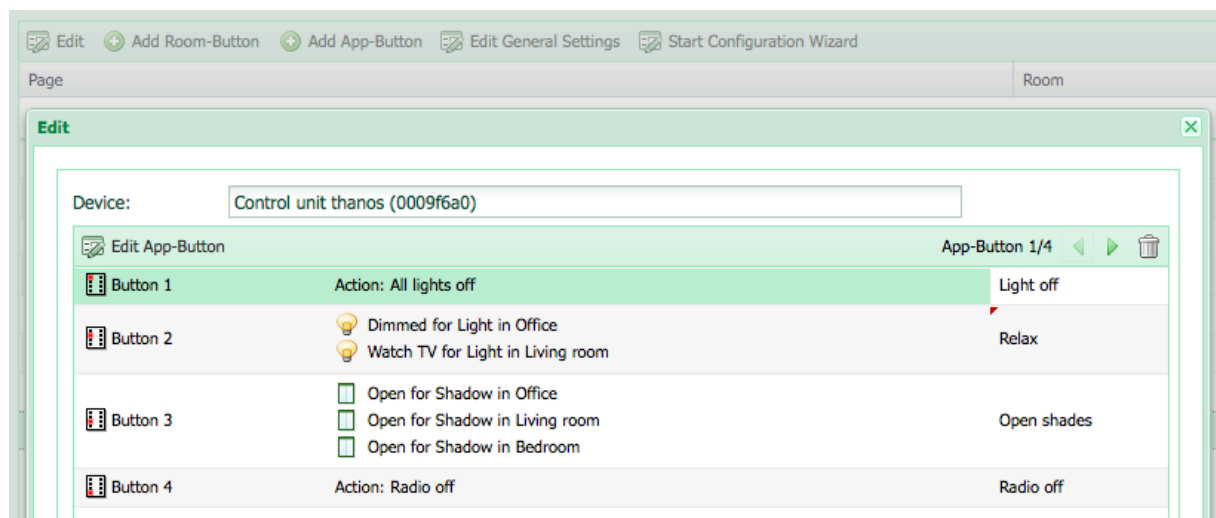 Edit Add Room-Button Add App-Button Edit General Settings Start Configuration Wizard
Page Room
Edit
Device: Control unit thanos (0009f6a0)
Edit App-Button App-Button 1/4
Button 1 Action: All lights off Light off
Button 2 Dimmed for Light in Office Relax
Watch TV for Light in Living room
Button 3 Open for Shadow in Office Open shades
Open for Shadow in Living room
Open for Shadow in Bedroom
Button 4 Action: Radio off Radio off